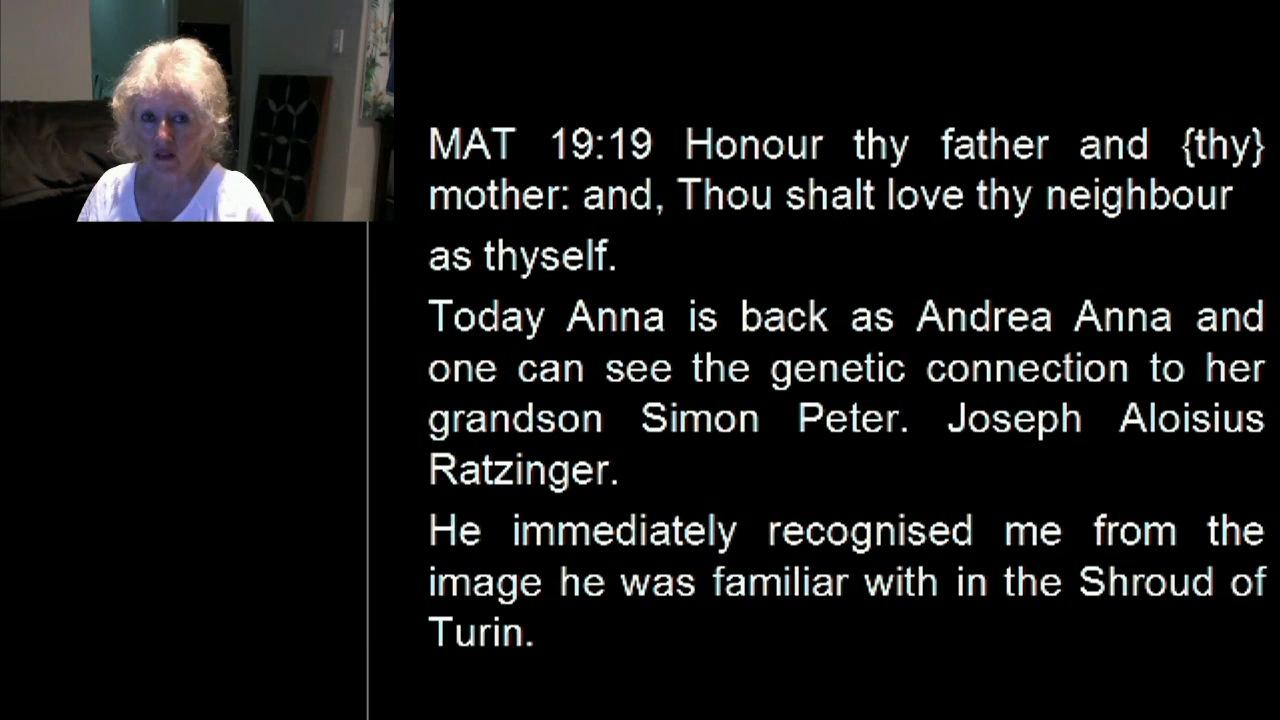 MAT 19:19 Honour thy father and {thy}
mother: and, Thou shalt love thy neighbour
as thyself.
Today Anna is back as Andrea Anna and
one can see the genetic connection to her
grandson Simon Peter. Joseph Aloisius
Ratzinger.
He immediately recognised me from the
image he was familiar with in the Shroud of
Turin.